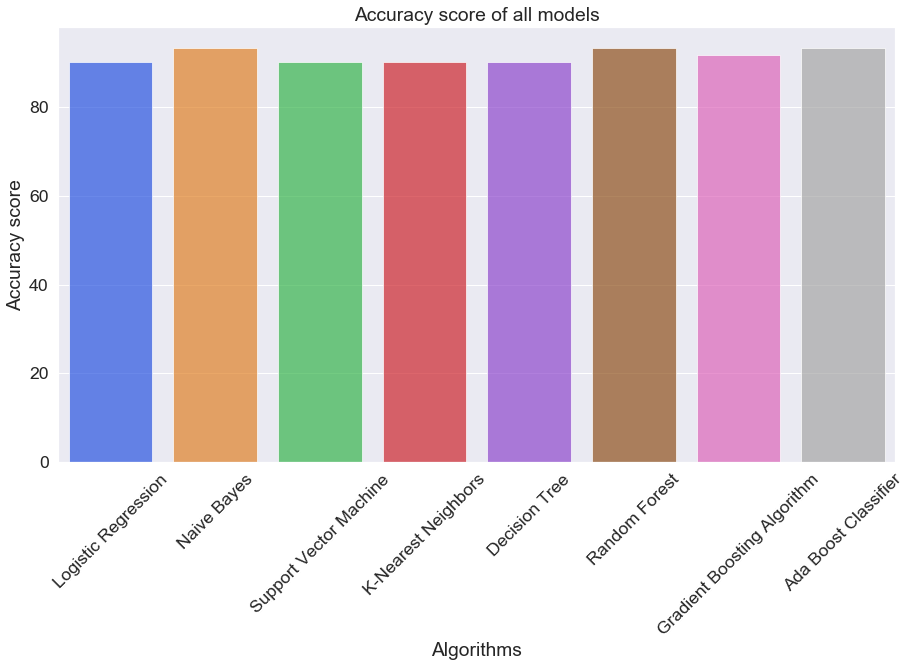 Accuracy score of all models
Accuracy score
80
60
40
20
0
Logistic Regression
Naive Bayes
Support Vector Machine
K-Nearest Neighbors
Decision Tree
Random Forest
Gradient Boosting Algorithm
Ada Boost Classifier
Algorithms